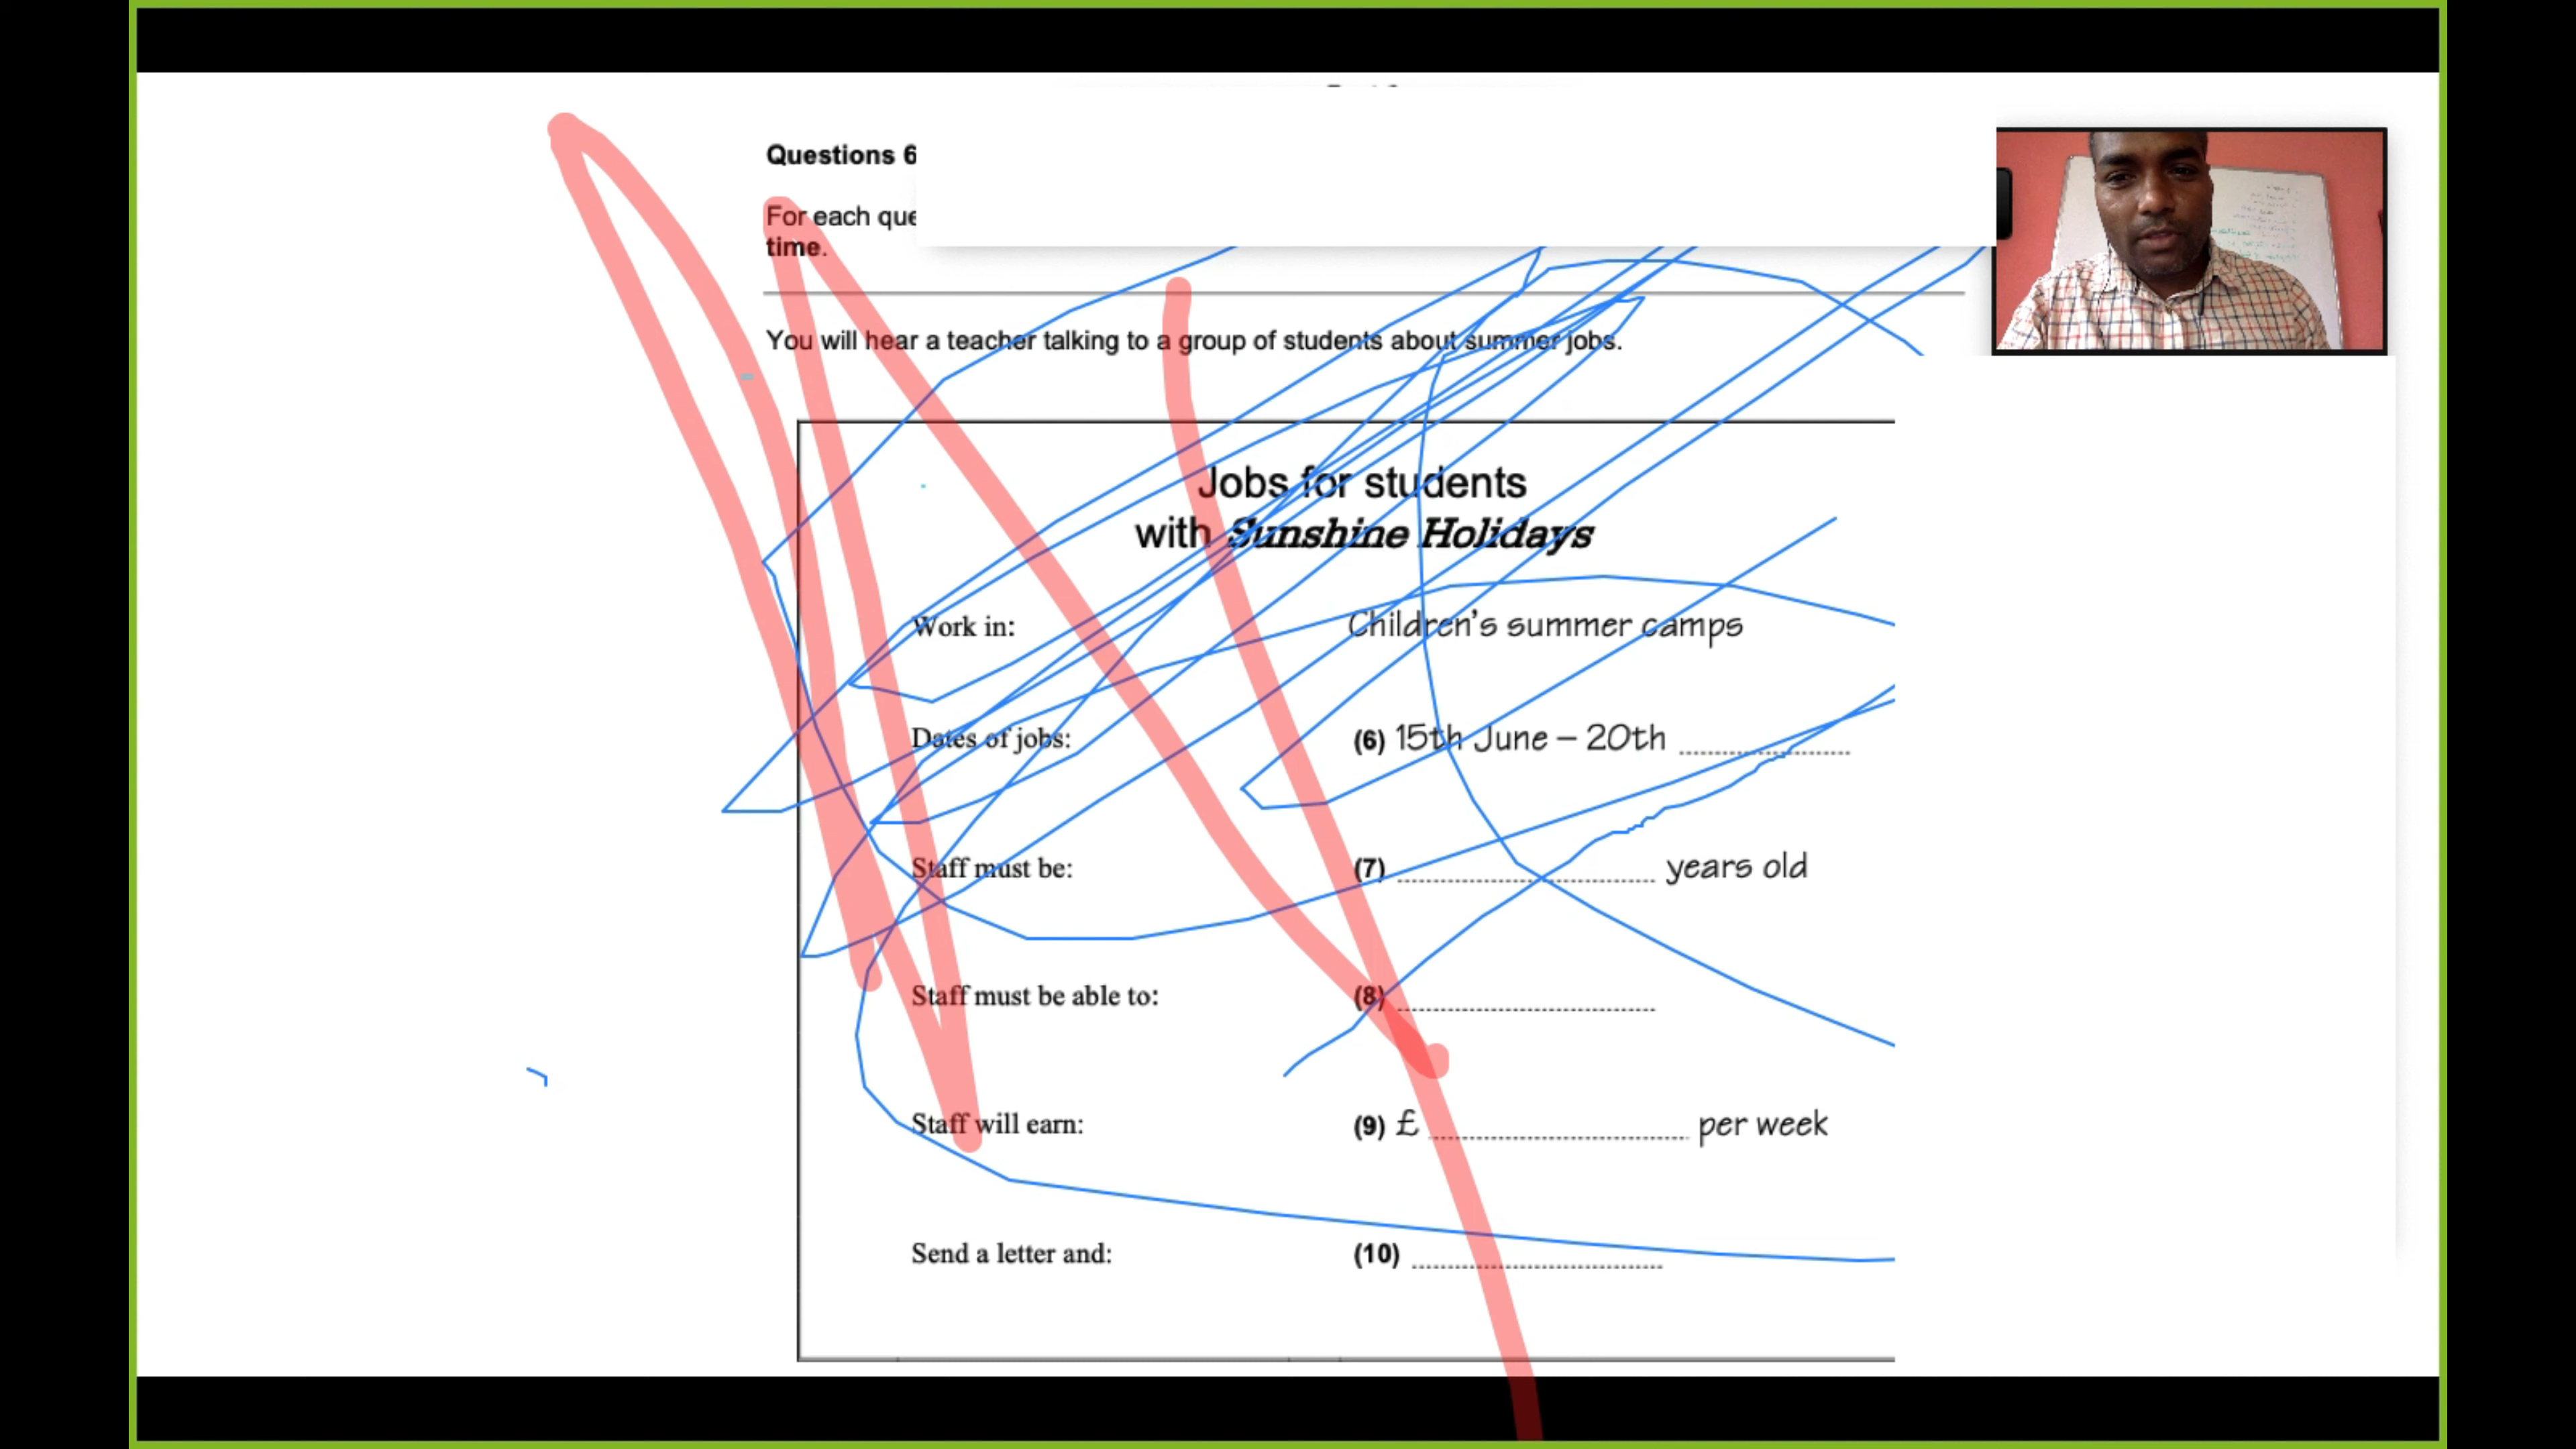 Questions 6
For each que
time.
You will hear a teacher talking to a group of students about summer jobs.
Jobs for students
with Sunshine Holidays
Work in: Children's summer camps
Dates of jobs: (6) 15th June – 20th ....................
Staff must be: (7) .............................. years old
Staff must be able to: (8) ..............................
Staff will earn: (9) £ .............................. per week
Send a letter and: (10) ..............................